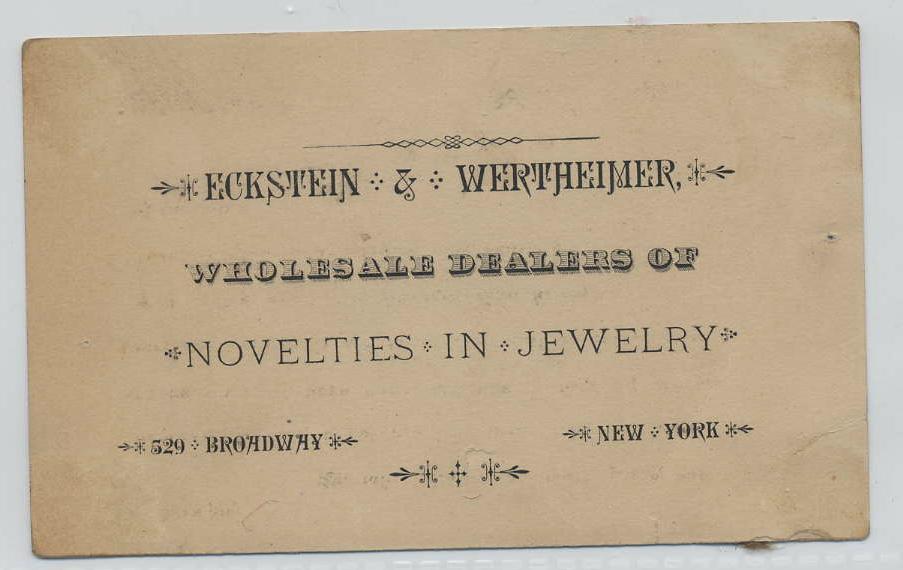 ECKSTEIN & WERTHEIMER,
WHOLESALE DEALERS OF
NOVELTIES IN JEWELRY
529 BROADWAY NEW YORK